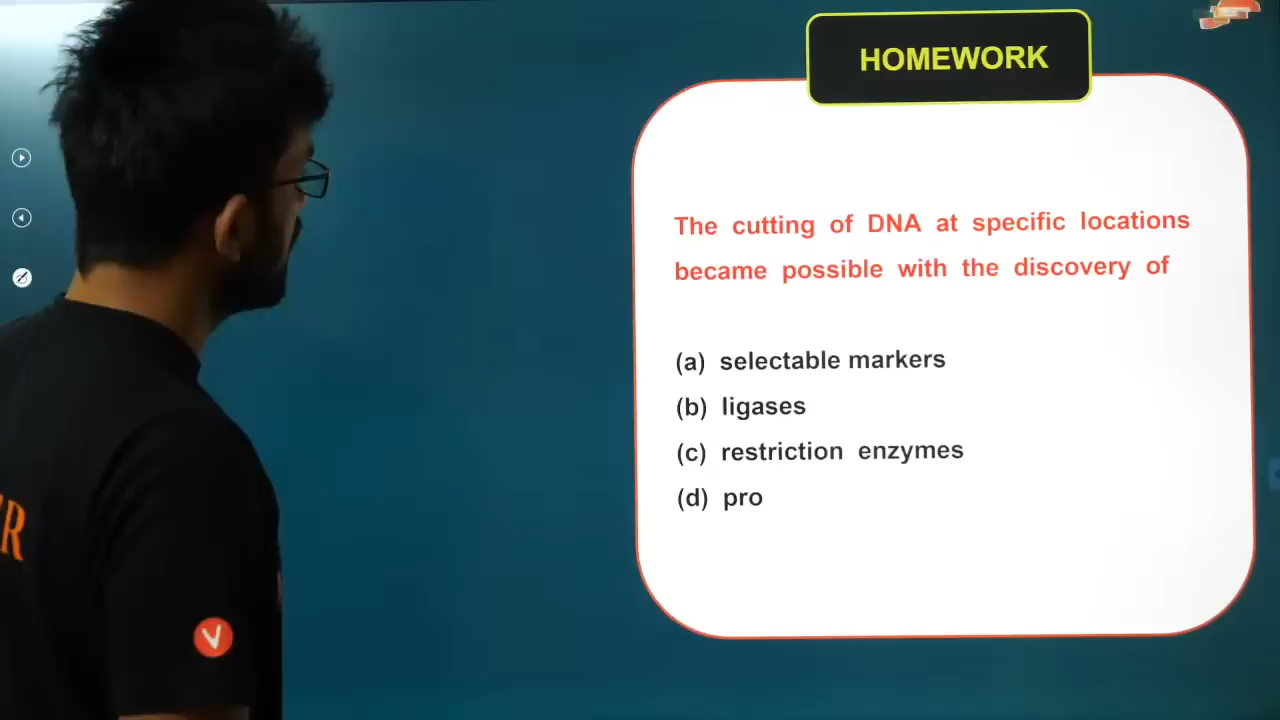 HOMEWORK
The cutting of DNA at specific locations
became possible with the discovery of
(a) selectable markers
(b) ligases
(c) restriction enzymes
(d) pro
R
V